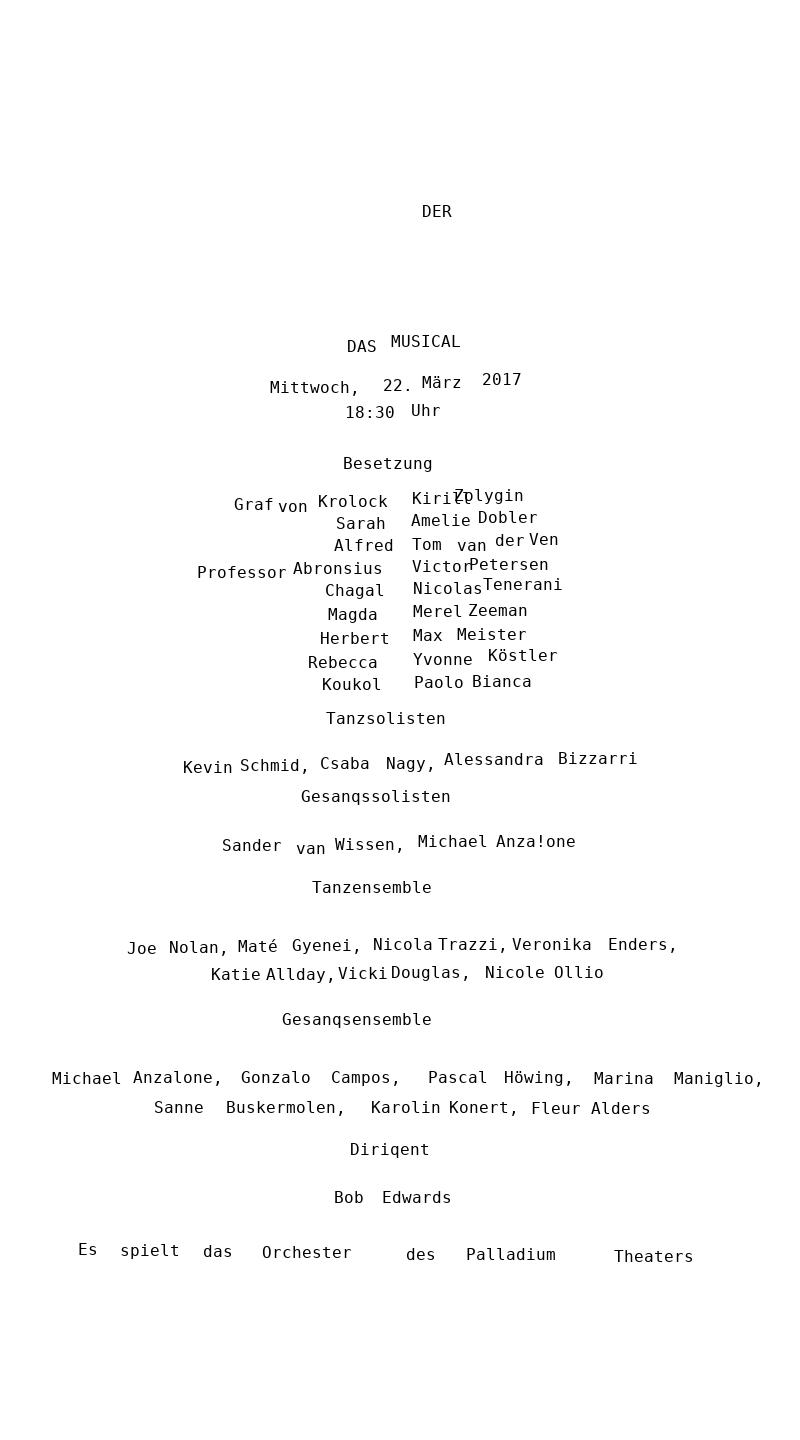 DER
DAS MUSICAL
Mittwoch, 22. März 2017
18:30 Uhr
Besetzung
Graf von Krolock Kirill Zolygin
Sarah Amelie Dobler
Alfred Tom van der Ven
Professor Abronsius Victor Petersen
Chagal Nicolas Tenerani
Magda Merel Zeeman
Herbert Max Meister
Rebecca Yvonne Köstler
Koukol Paolo Bianca
Tanzsolisten
Kevin Schmid, Csaba Nagy, Alessandra Bizzarri
Gesanqssolisten
Sander van Wissen, Michael Anza!one
Tanzensemble
Joe Nolan, Maté Gyenei, Nicola Trazzi, Veronika Enders,
Katie Allday, Vicki Douglas, Nicole Ollio
Gesanqsensemble
Michael Anzalone, Gonzalo Campos, Pascal Höwing, Marina Maniglio,
Sanne Buskermolen, Karolin Konert, Fleur Alders
Diriqent
Bob Edwards
Es spielt das Orchester des Palladium Theaters